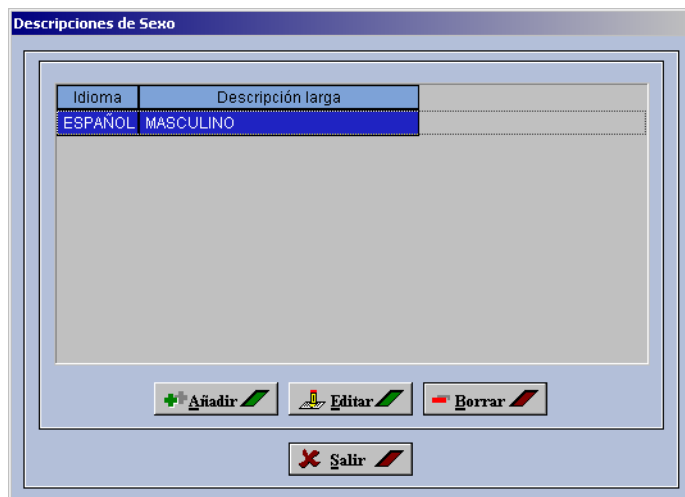 Descripciones de Sexo
Idioma Descripción larga
ESPAÑOL MASCULINO
Añadir Editar Borrar
Salir